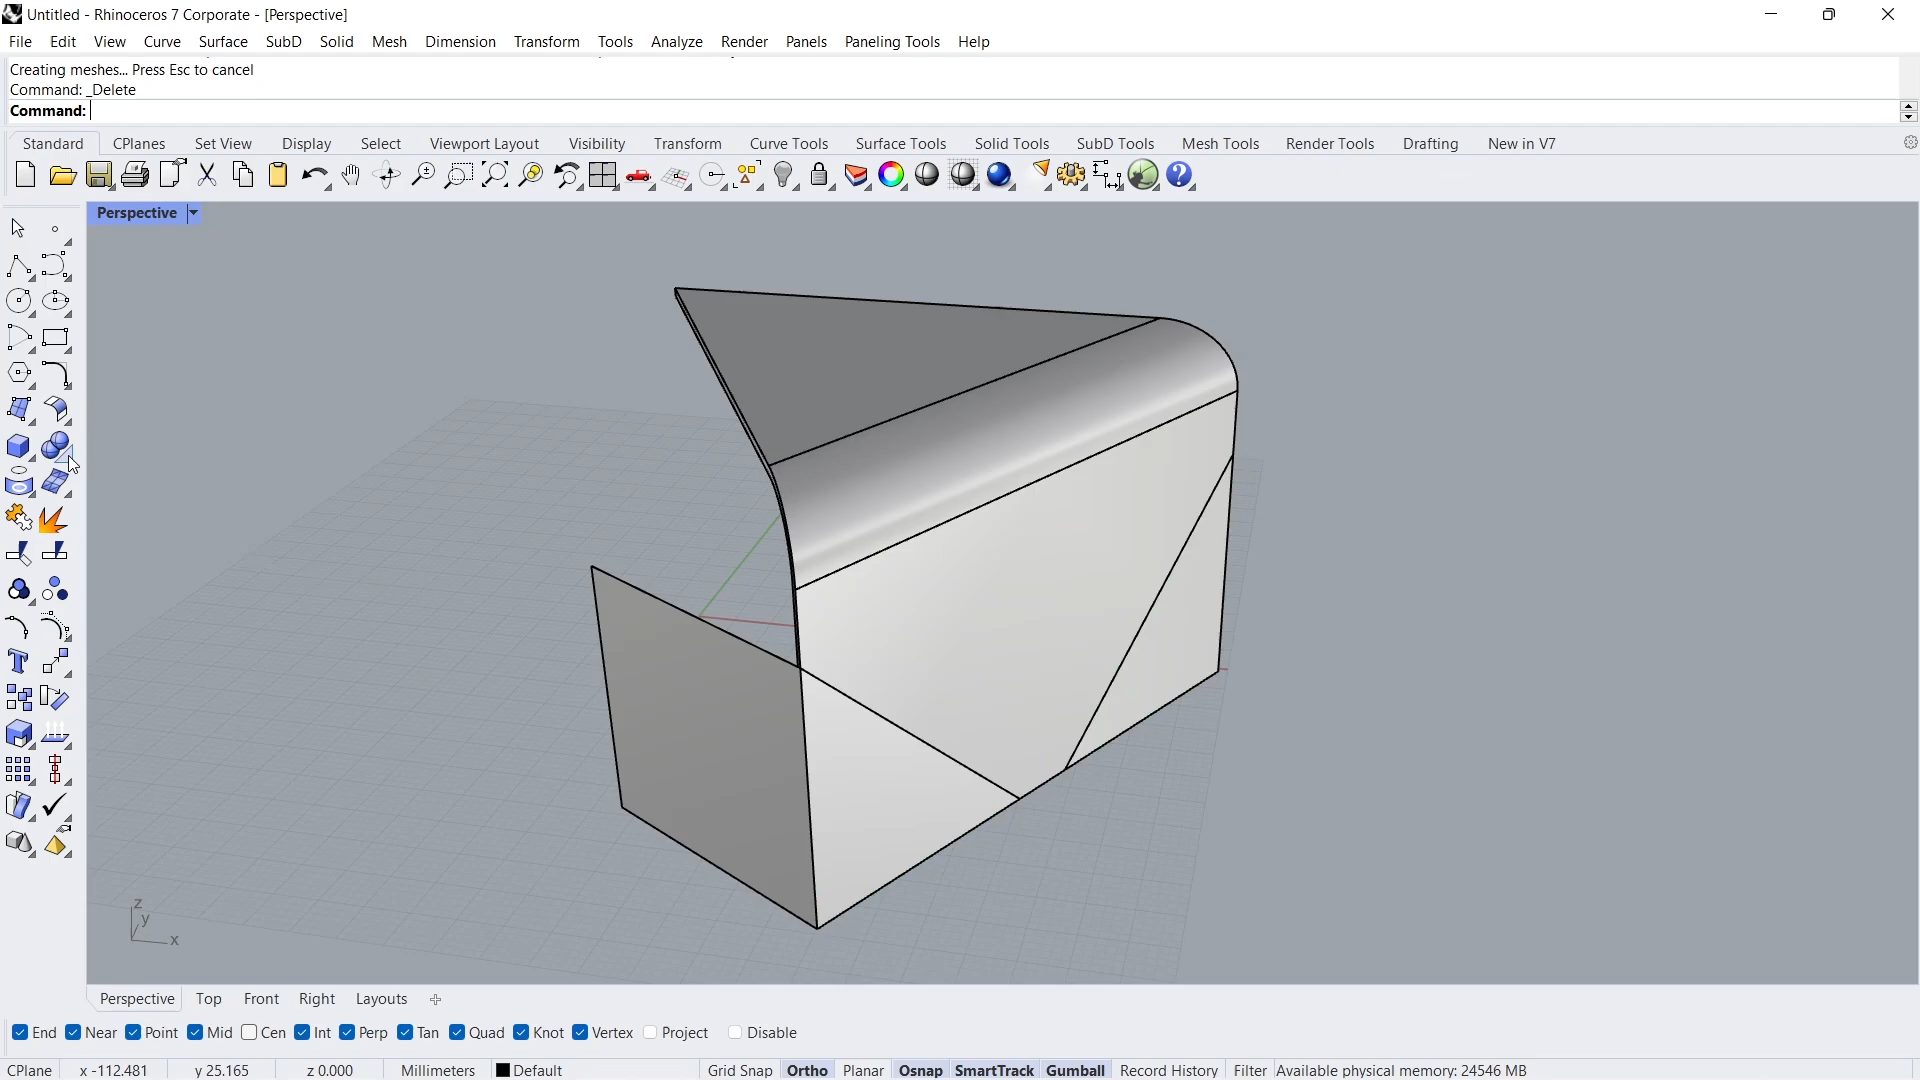 Untitled - Rhinoceros 7 Corporate - [Perspective]
File Edit View Curve Surface SubD Solid Mesh Dimension Transform Tools Analyze Render Panels Paneling Tools Help
Creating meshes... Press Esc to cancel
Command: _Delete
Command:
Standard CPlanes Set View Display Select Viewport Layout Visibility Transform Curve Tools Surface Tools Solid Tools SubD Tools Mesh Tools Render Tools Drafting New in V7
Perspective
z
y
x
Perspective Top Front Right Layouts
End Near Point Mid Cen Int Perp Tan Quad Knot Vertex Project Disable
CPlane x -112.481 y 25.165 z 0.000 Millimeters Default Grid Snap Ortho Planar Osnap SmartTrack Gumball Record History Filter Available physical memory: 24546 MB